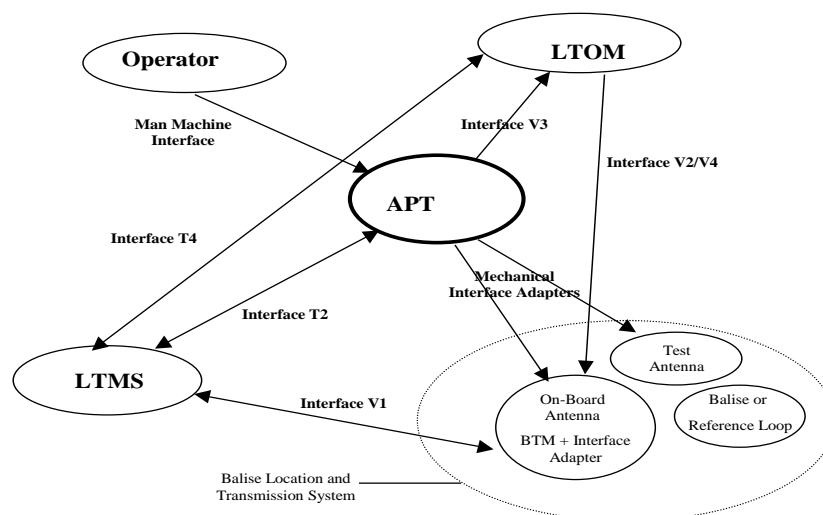 Operator
LTOM
Man Machine
Interface
Interface V3
Interface V2/V4
APT
Interface T4
Mechanical
Interface Adapters
Interface T2
Test
Antenna
LTMS
Interface V1
On-Board
Antenna
BTM + Interface
Adapter
Balise or
Reference Loop
Balise Location and
Transmission System